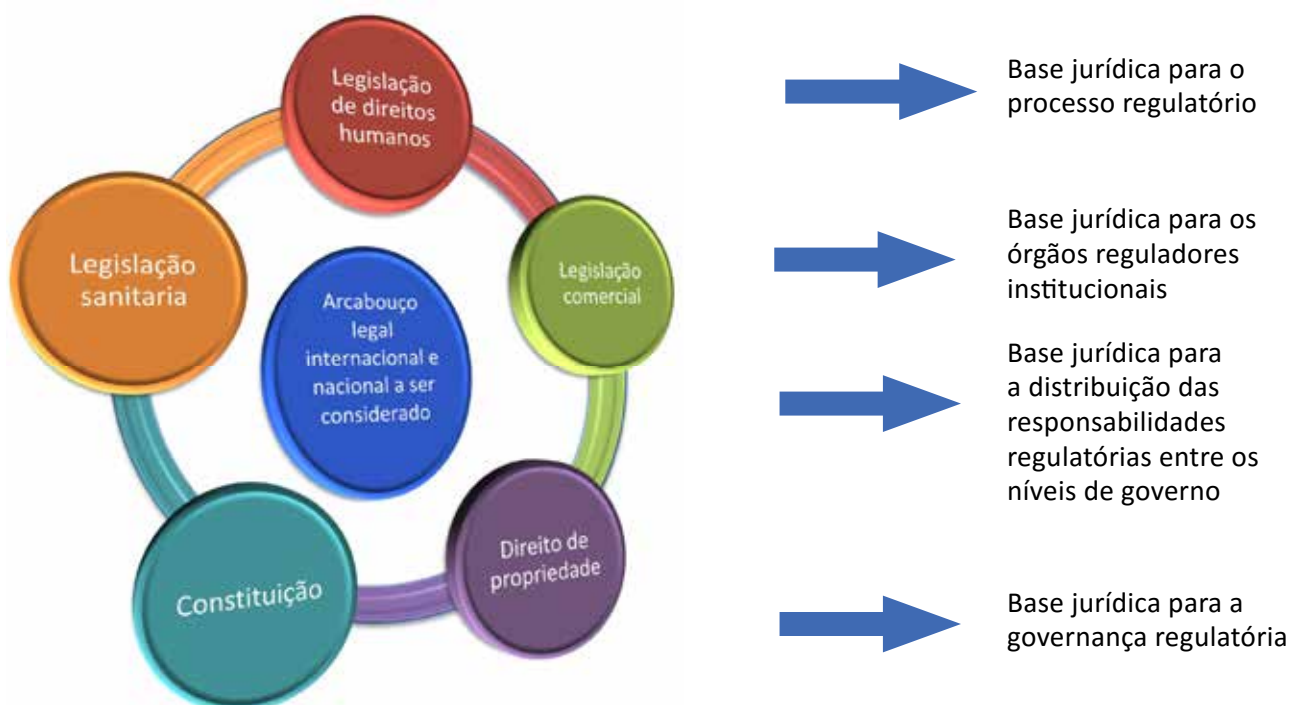 Legislação
de direitos
humanos
Legislação
sanitaria
Legislação
comercial
Arcabouço
legal
internacional e
nacional a ser
considerado
Direito de
propriedade
Constituição
Base jurídica para o
processo regulatório
Base jurídica para os
órgãos reguladores
institucionais
Base jurídica para
a distribuição das
responsabilidades
regulatórias entre os
níveis de governo
Base jurídica para a
governança regulatória